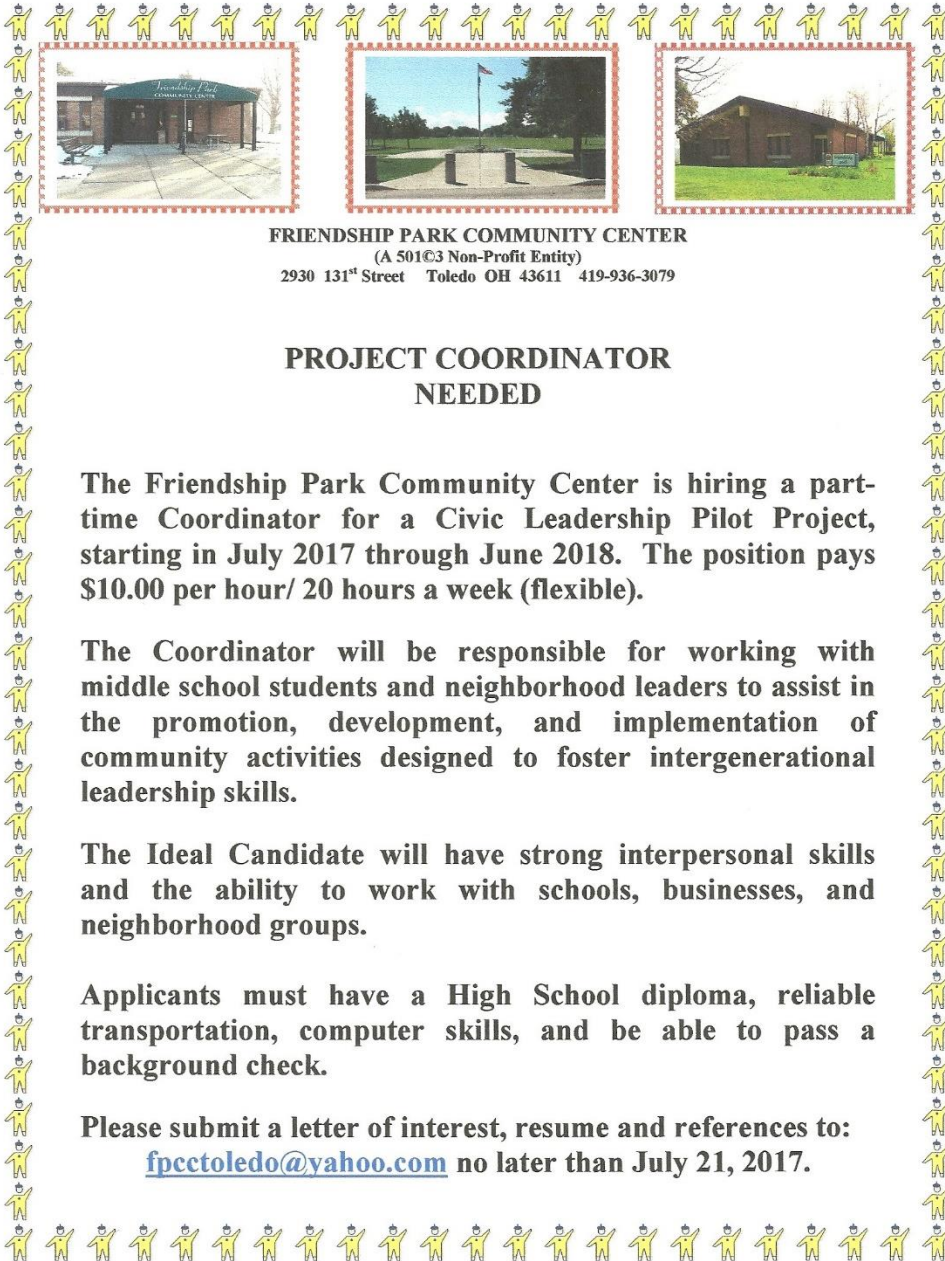 Friendship Park
COMMUNITY CENTER
FRIENDSHIP PARK COMMUNITY CENTER
(A 501©3 Non-Profit Entity)
2930 131st Street Toledo OH 43611 419-936-3079
PROJECT COORDINATOR
NEEDED
The Friendship Park Community Center is hiring a part-
time Coordinator for a Civic Leadership Pilot Project,
starting in July 2017 through June 2018. The position pays
$10.00 per hour/ 20 hours a week (flexible).
The Coordinator will be responsible for working with
middle school students and neighborhood leaders to assist in
the promotion, development, and implementation of
community activities designed to foster intergenerational
leadership skills.
The Ideal Candidate will have strong interpersonal skills
and the ability to work with schools, businesses, and
neighborhood groups.
Applicants must have a High School diploma, reliable
transportation, computer skills, and be able to pass a
background check.
Please submit a letter of interest, resume and references to:
fpcctoledo@yahoo.com no later than July 21, 2017.